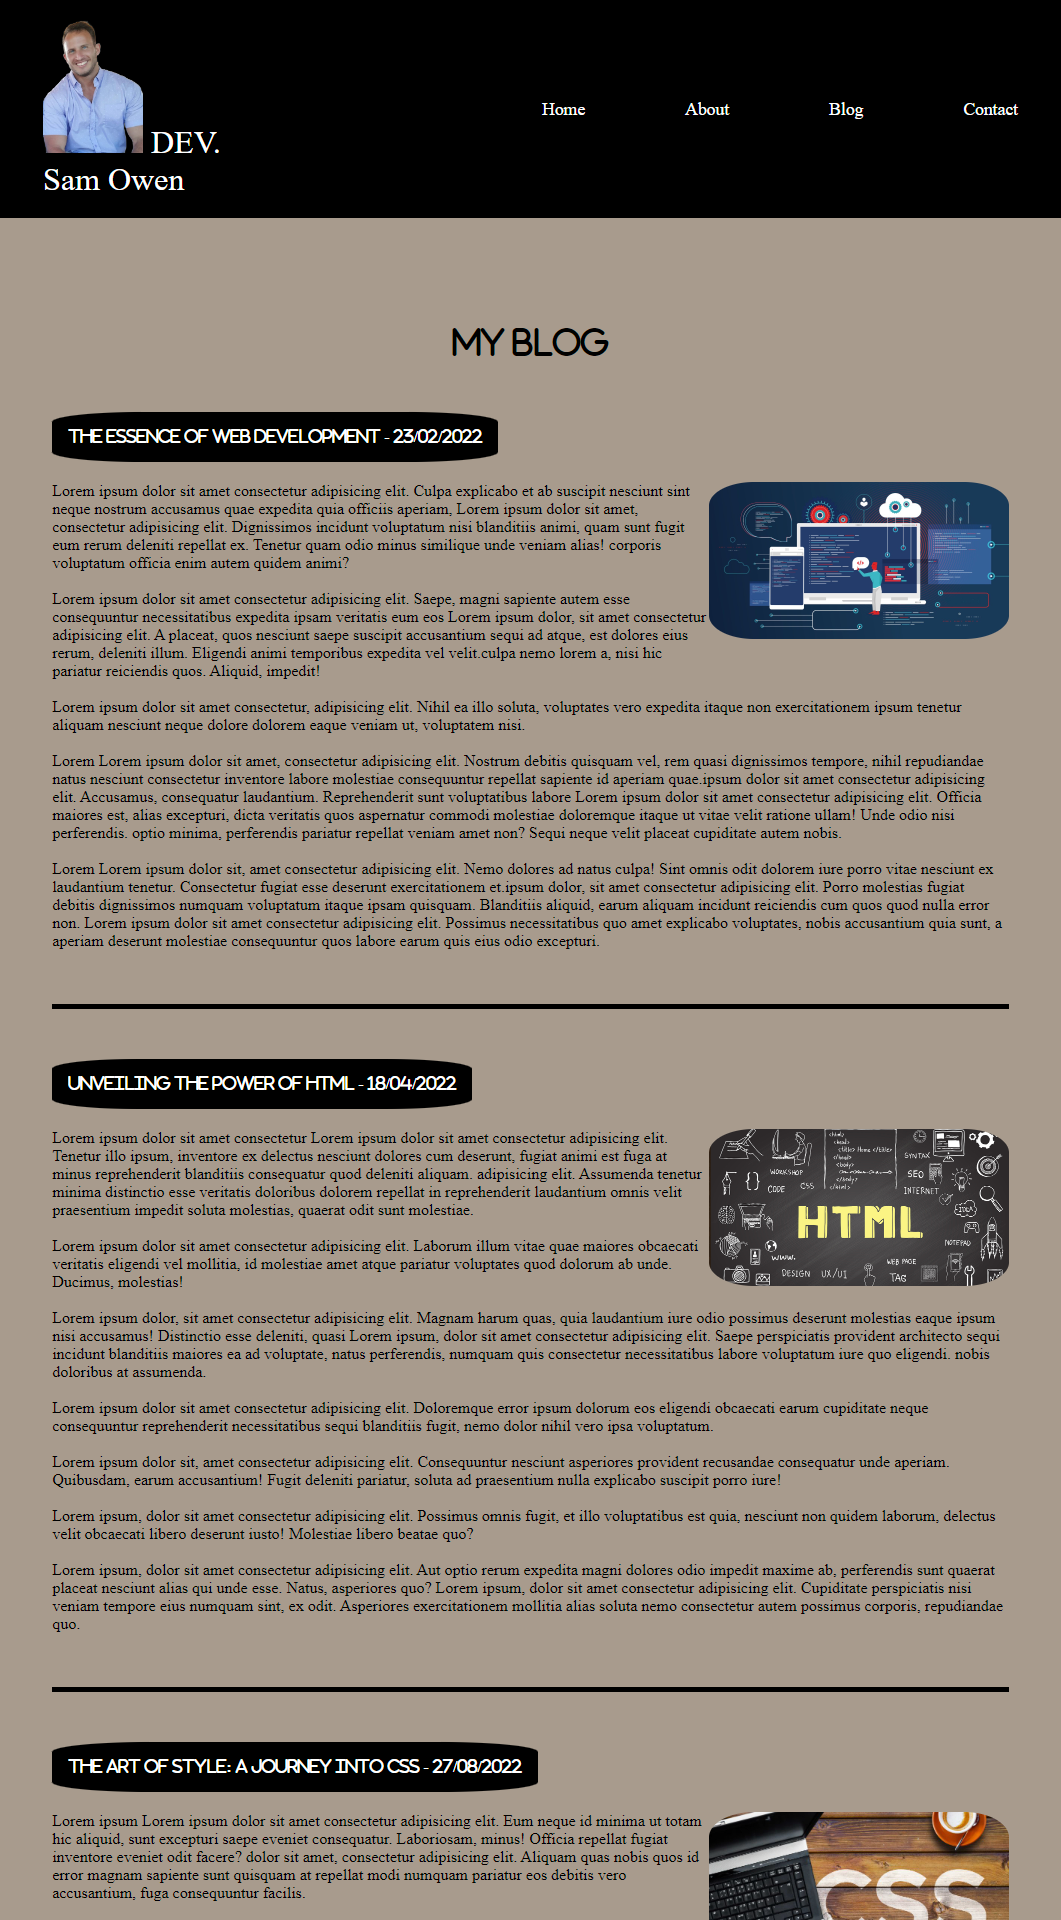 DEV.
Sam Owen
Home About Blog Contact
MY BLOG
THE ESSENCE OF WEB DEVELOPMENT - 23/02/2022
Lorem ipsum dolor sit amet consectetur adipisicing elit. Culpa explicabo et ab suscipit nesciunt sint
neque nostrum accusamus quae expedita quia officiis aperiam, Lorem ipsum dolor sit amet,
consectetur adipisicing elit. Dignissimos incidunt voluptatum nisi blanditiis animi, quam sunt fugit
eum rerum deleniti repellat ex. Tenetur quam odio minus similique unde veniam alias! corporis
voluptatum officia enim autem quidem animi?
Lorem ipsum dolor sit amet consectetur adipisicing elit. Saepe, magni sapiente autem esse
consequuntur necessitatibus expedita ipsam veritatis eum eos Lorem ipsum dolor, sit amet consectetur
adipisicing elit. A placeat, quos nesciunt saepe suscipit accusantium sequi ad atque, est dolores eius
rerum, deleniti illum. Eligendi animi temporibus expedita vel velit.culpa nemo lorem a, nisi hic
pariatur reiciendis quos. Aliquid, impedit!
Lorem ipsum dolor sit amet consectetur, adipisicing elit. Nihil ea illo soluta, voluptates vero expedita itaque non exercitationem ipsum tenetur
aliquam nesciunt neque dolore dolorem eaque veniam ut, voluptatem nisi.
Lorem Lorem ipsum dolor sit amet, consectetur adipisicing elit. Nostrum debitis quisquam vel, rem quasi dignissimos tempore, nihil repudiandae
natus nesciunt consectetur inventore labore molestiae consequuntur repellat sapiente id aperiam quae.ipsum dolor sit amet consectetur adipisicing
elit. Accusamus, consequatur laudantium. Reprehenderit sunt voluptatibus labore Lorem ipsum dolor sit amet consectetur adipisicing elit. Officia
maiores est, alias excepturi, dicta veritatis quos aspernatur commodi molestiae doloremque itaque ut vitae velit ratione ullam! Unde odio nisi
perferendis. optio minima, perferendis pariatur repellat veniam amet non? Sequi neque velit placeat cupiditate autem nobis.
Lorem Lorem ipsum dolor sit, amet consectetur adipisicing elit. Nemo dolores ad natus culpa! Sint omnis odit dolorem iure porro vitae nesciunt ex
laudantium tenetur. Consectetur fugiat esse deserunt exercitationem et.ipsum dolor, sit amet consectetur adipisicing elit. Porro molestias fugiat
debitis dignissimos numquam voluptatum itaque ipsam quisquam. Blanditiis aliquid, earum aliquam incidunt reiciendis cum quos quod nulla error
non. Lorem ipsum dolor sit amet consectetur adipisicing elit. Possimus necessitatibus quo amet explicabo voluptates, nobis accusantium quia sunt, a
aperiam deserunt molestiae consequuntur quos labore earum quis eius odio excepturi.
UNVEILING THE POWER OF HTML - 18/04/2022
Lorem ipsum dolor sit amet consectetur Lorem ipsum dolor sit amet consectetur adipisicing elit.
Tenetur illo ipsum, inventore ex delectus nesciunt dolores cum deserunt, fugiat animi est fuga at
minus reprehenderit blanditiis consequatur quod deleniti aliquam. adipisicing elit. Assumenda tenetur
minima distinctio esse veritatis doloribus dolorem repellat in reprehenderit laudantium omnis velit
praesentium impedit soluta molestias, quaerat odit sunt molestiae.
Lorem ipsum dolor sit amet consectetur adipisicing elit. Laborum illum vitae quae maiores obcaecati
veritatis eligendi vel mollitia, id molestiae amet atque pariatur voluptates quod dolorum ab unde.
Ducimus, molestias!
<html>
<head>
<title> Home </title>
</head>
<body>
</body>
</html>
WORKSHOP
CODE
CSS
SYNTAX
SEO
INTERNET
IDEA
HTML
WWW.
NOTEPAD
DESIGN
UX/UI
WEB PAGE
TAG
Lorem ipsum dolor, sit amet consectetur adipisicing elit. Magnam harum quas, quia laudantium iure odio possimus deserunt molestias eaque ipsum
nisi accusamus! Distinctio esse deleniti, quasi Lorem ipsum, dolor sit amet consectetur adipisicing elit. Saepe perspiciatis provident architecto sequi
incidunt blanditiis maiores ea ad voluptate, natus perferendis, numquam quis consectetur necessitatibus labore voluptatum iure quo eligendi. nobis
doloribus at assumenda.
Lorem ipsum dolor sit amet consectetur adipisicing elit. Doloremque error ipsum dolorum eos eligendi obcaecati earum cupiditate neque
consequuntur reprehenderit necessitatibus sequi blanditiis fugit, nemo dolor nihil vero ipsa voluptatum.
Lorem ipsum dolor sit, amet consectetur adipisicing elit. Consequuntur nesciunt asperiores provident recusandae consequatur unde aperiam.
Quibusdam, earum accusantium! Fugit deleniti pariatur, soluta ad praesentium nulla explicabo suscipit porro iure!
Lorem ipsum, dolor sit amet consectetur adipisicing elit. Possimus omnis fugit, et illo voluptatibus est quia, nesciunt non quidem laborum, delectus
velit obcaecati libero deserunt iusto! Molestiae libero beatae quo?
Lorem ipsum, dolor sit amet consectetur adipisicing elit. Aut optio rerum expedita magni dolores odio impedit maxime ab, perferendis sunt quaerat
placeat nesciunt alias qui unde esse. Natus, asperiores quo? Lorem ipsum, dolor sit amet consectetur adipisicing elit. Cupiditate perspiciatis nisi
veniam tempore eius numquam sint, ex odit. Asperiores exercitationem mollitia alias soluta nemo consectetur autem possimus corporis, repudiandae
quo.
THE ART OF STYLE: A JOURNEY INTO CSS - 27/08/2022
Lorem ipsum Lorem ipsum dolor sit amet consectetur adipisicing elit. Eum neque id minima ut totam
hic aliquid, sunt excepturi saepe eveniet consequatur. Laboriosam, minus! Officia repellat fugiat
inventore eveniet odit facere? dolor sit amet, consectetur adipisicing elit. Aliquam quas nobis quos id
error magnam sapiente sunt quisquam at repellat modi numquam pariatur eos debitis vero
accusantium, fuga consequuntur facilis.
CSS